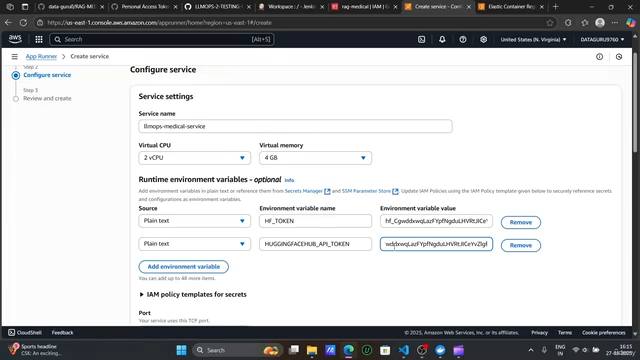 data-guru0/RAG-MED
Personal Access Tok
LLMOPS-2-TESTING-
Workspace : / - Jenk
rag-medical | IAM | G
Create service - Con
Elastic Container Re
https://us-east-1.console.aws.amazon.com/apprunner/home?region=us-east-1#/create
aws
Search
[Alt+S]
United States (N. Virginia)
DATAGURU9760
App Runner
Create service
Step 2
Configure service
Step 3
Review and create
Configure service
Service settings
Service name
llmops-medical-service
Virtual CPU
Virtual memory
2 vCPU
4 GB
Runtime environment variables - optional Info
Add environment variables in plain text or reference them from Secrets Manager and SSM Parameter Store. Update IAM Policies using the IAM Policy template given below to securely reference secrets
and configurations as environment variables.
Source
Environment variable name
Environment variable value
Plain text
HF_TOKEN
Remove
Plain text
HUGGINGFACEHUB_API_TOKEN
Remove
Add environment variable
You can add up to 48 more items.
IAM policy templates for secrets
Port
Your service uses this TCP port.
CloudShell
Feedback
© 2025, Amazon Web Services, Inc. or its affiliates.
Privacy
Terms
Cookie preferences
Sports headline
CSK: An exciting...
Search
ENG
IN
16:15
27-08-2025